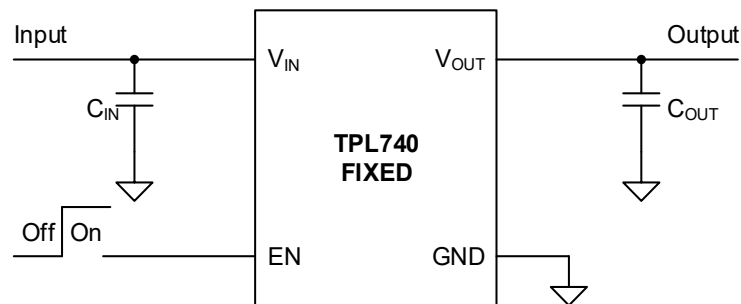 Input
Output
V_IN
V_OUT
C_IN
C_OUT
TPL740
FIXED
Off
On
EN
GND